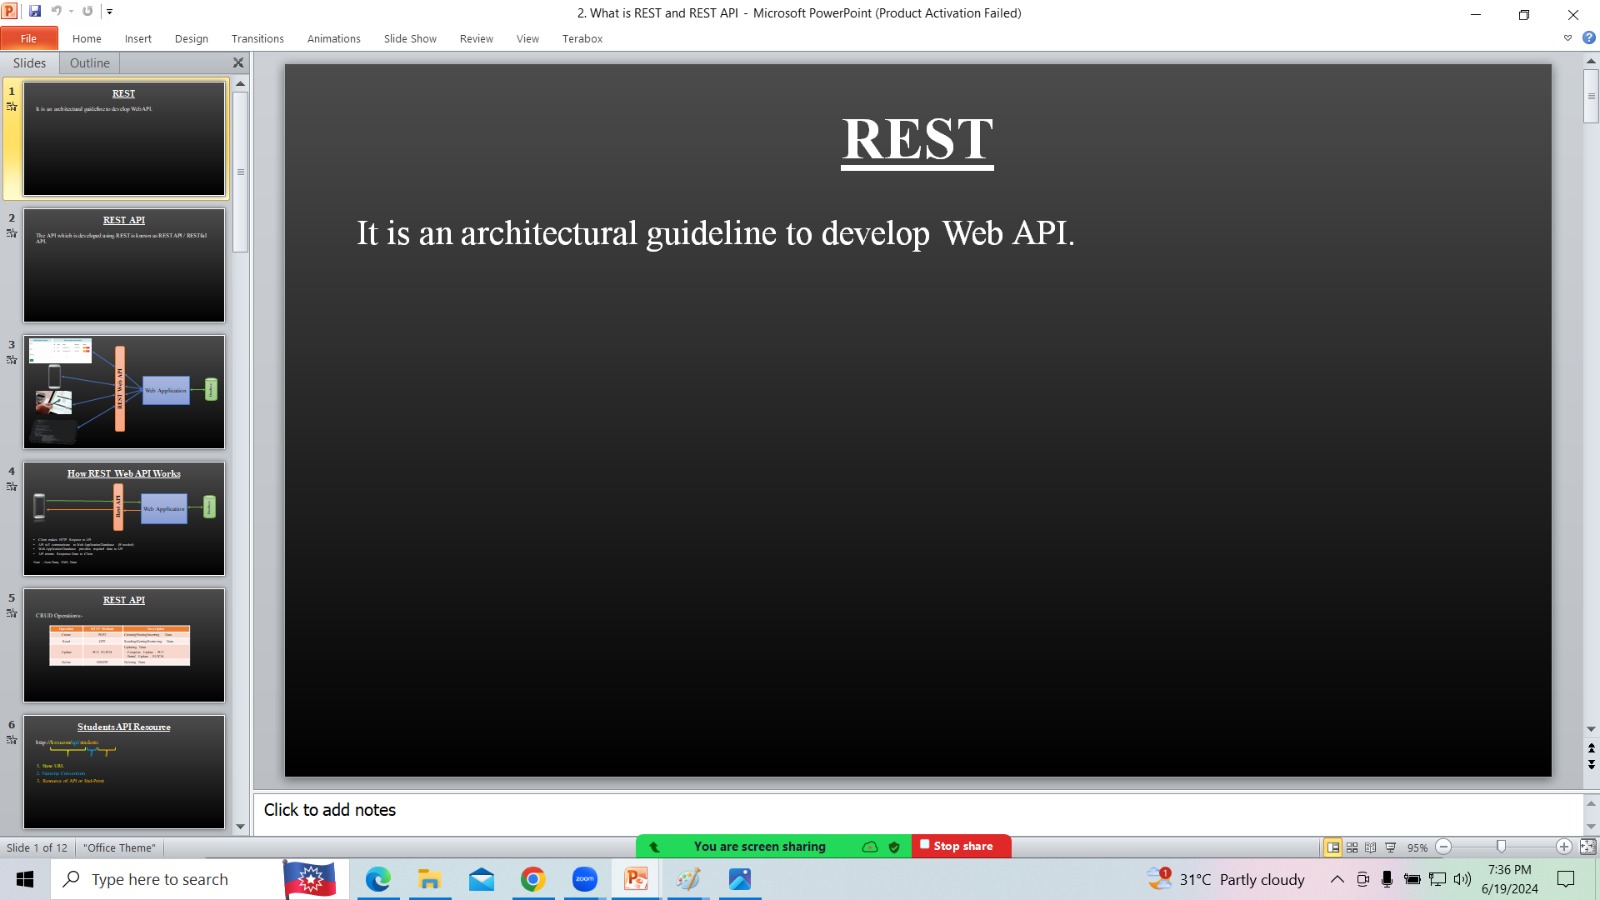 2. What is REST and REST API - Microsoft PowerPoint (Product Activation Failed)
File Home Insert Design Transitions Animations Slide Show Review View Terabox
Slides Outline
1
REST
It is an architectural guideline to develop Web API.
2
REST API
The API which is developed using REST is known as REST API / RESTful
API.
3
REST Web API
Web Application
4
How REST Web API Works
Rest API
Web Application
5
REST API
CRUD Operations:-
6
Students API Resource
1. Base URL
2. Naming Convention
3. Resource of API or End-Point
REST
It is an architectural guideline to develop Web API.
Click to add notes
Slide 1 of 12 "Office Theme"
You are screen sharing Stop share
95%
Type here to search
zoom
1
31°C Partly cloudy
7:36 PM
6/19/2024